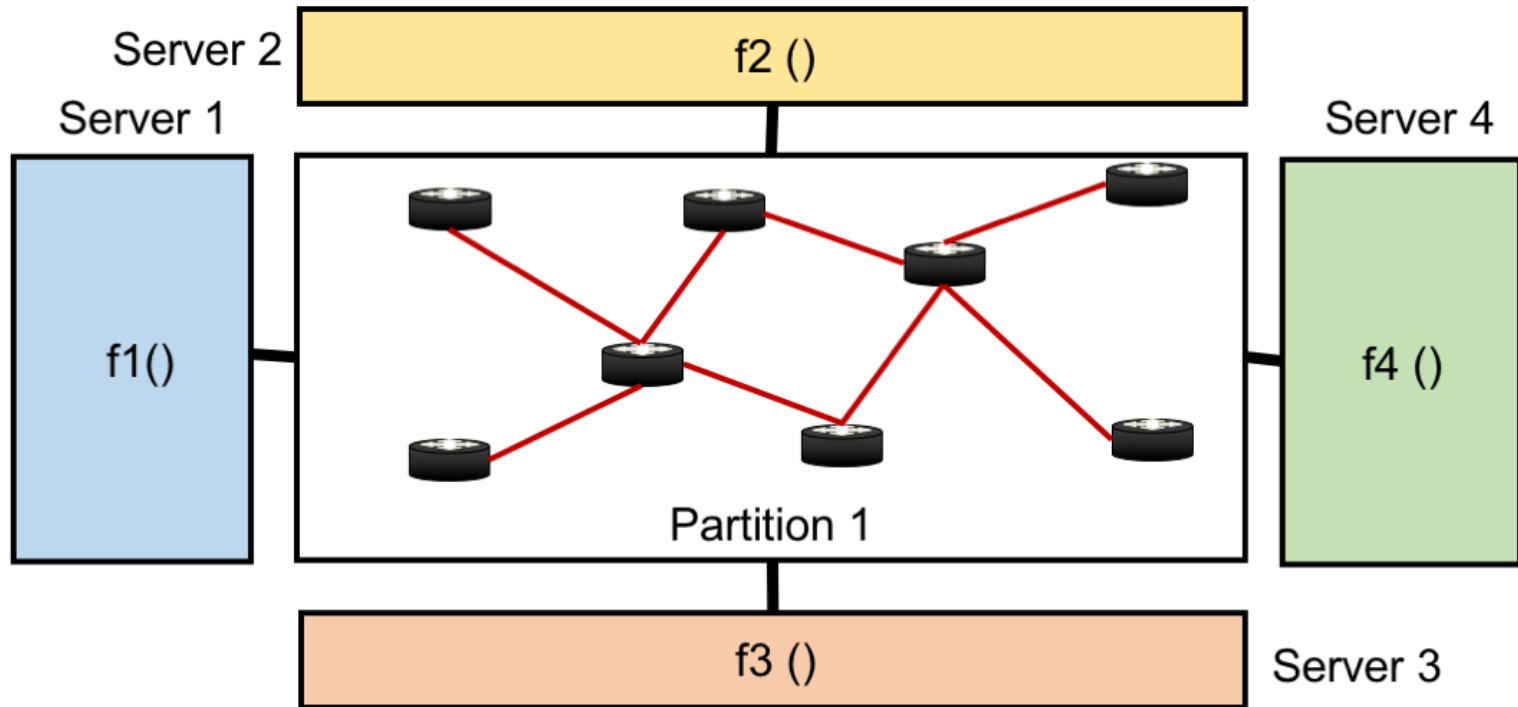 Server 2
f2 ()
Server 1
Server 4
f1()
f4 ()
Partition 1
f3 ()
Server 3